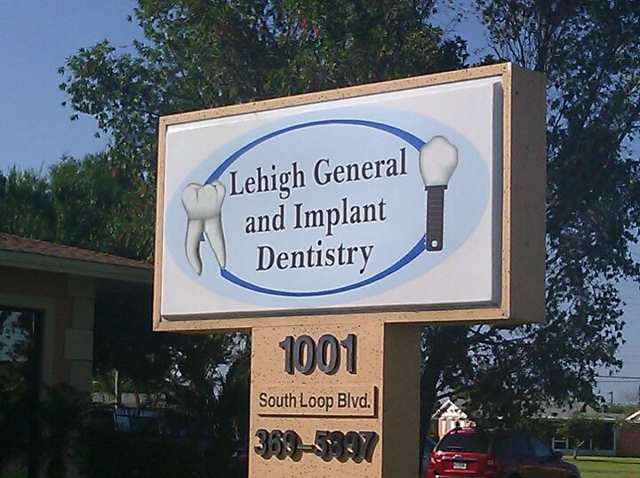 Lehigh General
and Implant
Dentistry
1001
South Loop Blvd.
369-5897